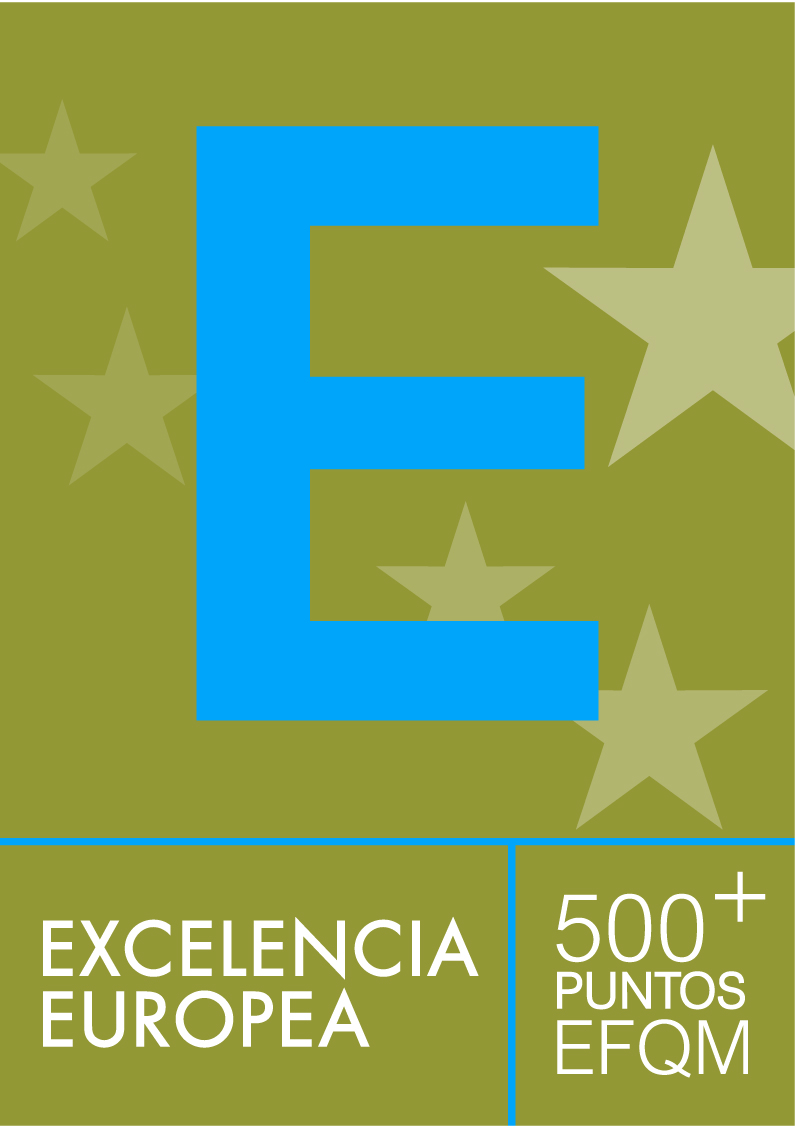 E
EXCELENCIA
EUROPEA
500+
PUNTOS
EFQM